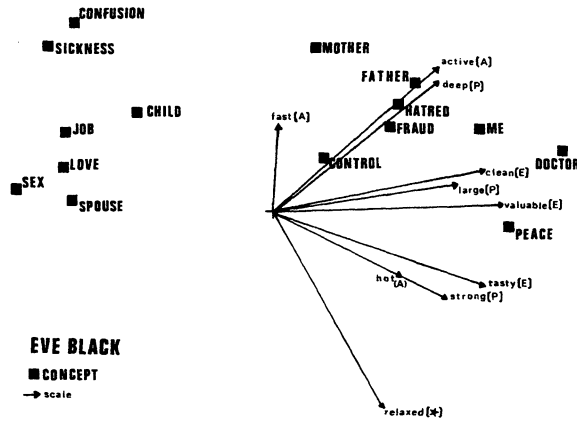 CONFUSION
SICKNESS
MOTHER
active[A]
FATHER
deep[P]
HATRED
CHILD
fast[A]
FRAUD
ME
JOB
CONTROL
DOCTOR
LOVE
clean[E]
SEX
large[P]
SPOUSE
valuable[E]
PEACE
hot[A]
tasty[E]
strong[P]
EVE BLACK
CONCEPT
scale
relaxed[*]